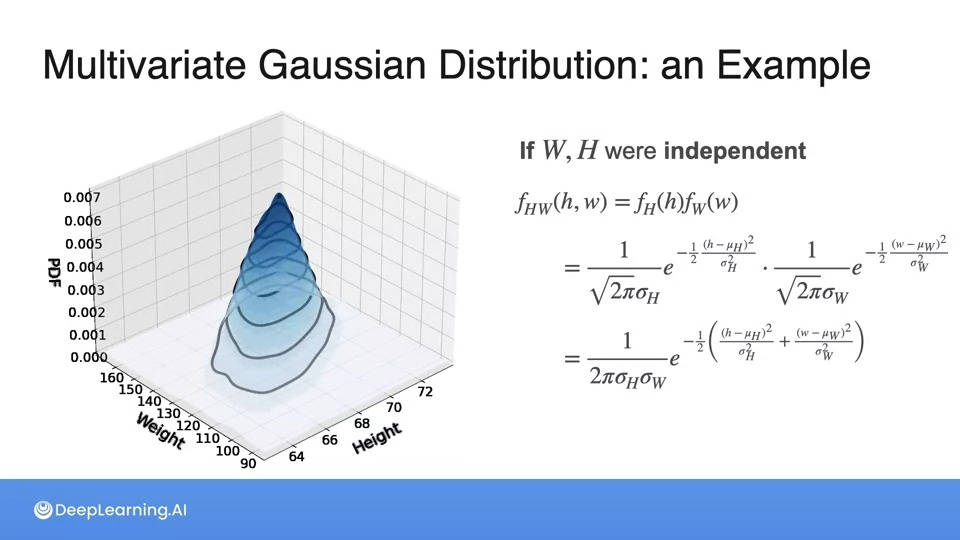 Multivariate Gaussian Distribution: an Example
If W, H were independent
f_{HW}(h, w) = f_H(h)f_W(w)
= \frac{1}{\sqrt{2\pi}\sigma_H} e^{-\frac{1}{2}\frac{(h-\mu_H)^2}{\sigma_H^2}} \cdot \frac{1}{\sqrt{2\pi}\sigma_W} e^{-\frac{1}{2}\frac{(w-\mu_W)^2}{\sigma_W^2}}
= \frac{1}{2\pi\sigma_H\sigma_W} e^{-\frac{1}{2}\left(\frac{(h-\mu_H)^2}{\sigma_H^2} + \frac{(w-\mu_W)^2}{\sigma_W^2}\right)}
PDF
0.007
0.006
0.005
0.004
0.003
0.002
0.001
0.000
160
150
140
130
120
110
100
90
Weight
64
66
68
70
72
Height
DeepLearning.AI